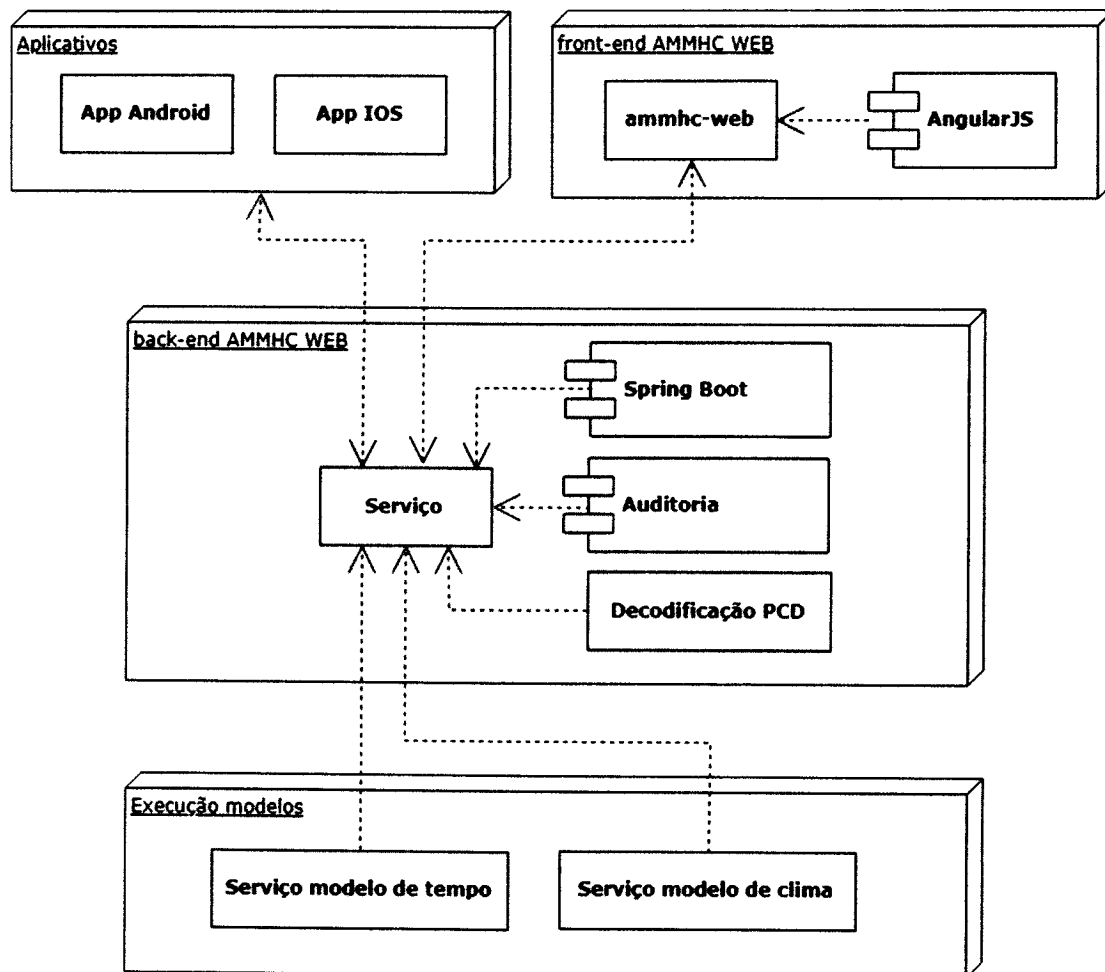 Aplicativos
App Android
App IOS
front-end AMMHC WEB
ammhc-web
AngularJS
back-end AMMHC WEB
Spring Boot
Serviço
Auditoria
Decodificação PCD
Execução modelos
Serviço modelo de tempo
Serviço modelo de clima